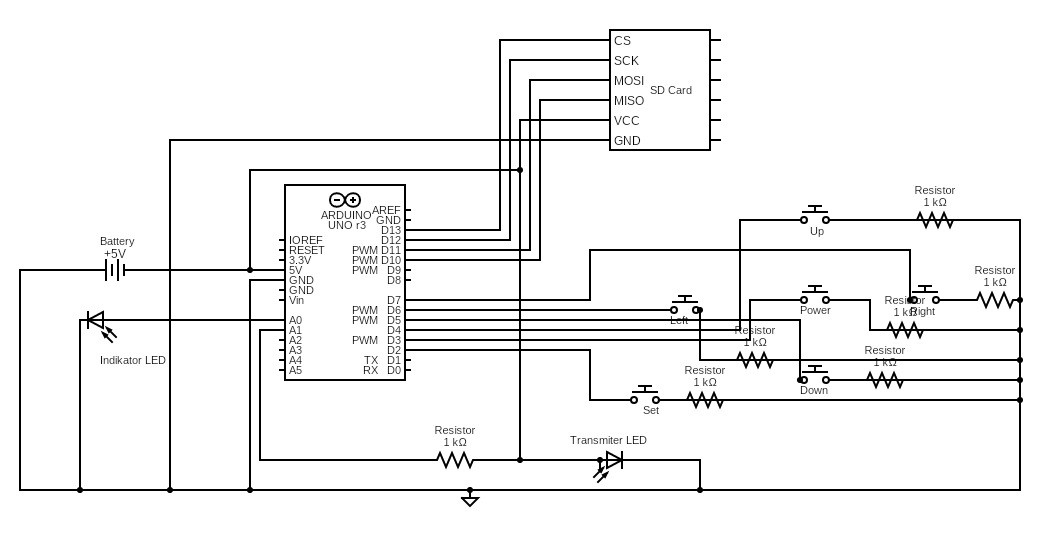 CS
SCK
MOSI
SD Card
MISO
VCC
GND
Resistor
1 kΩ
Up
Battery
+5V
ARDUINO
UNO r3
AREF
GND
D13
IOREF
D12
RESET
PWM D11
3.3V
PWM D10
5V
PWM D9
GND
D8
GND
Vin
D7
PWM D6
A0
PWM D5
A1
D4
A2
PWM D3
A3
D2
A4
TX D1
A5
RX D0
Indikator LED
Left
Resistor
1 kΩ
Power
Resistor
1 kΩ
Right
Resistor
1 kΩ
Resistor
1 kΩ
Down
Resistor
1 kΩ
Set
Resistor
1 kΩ
Transmiter LED